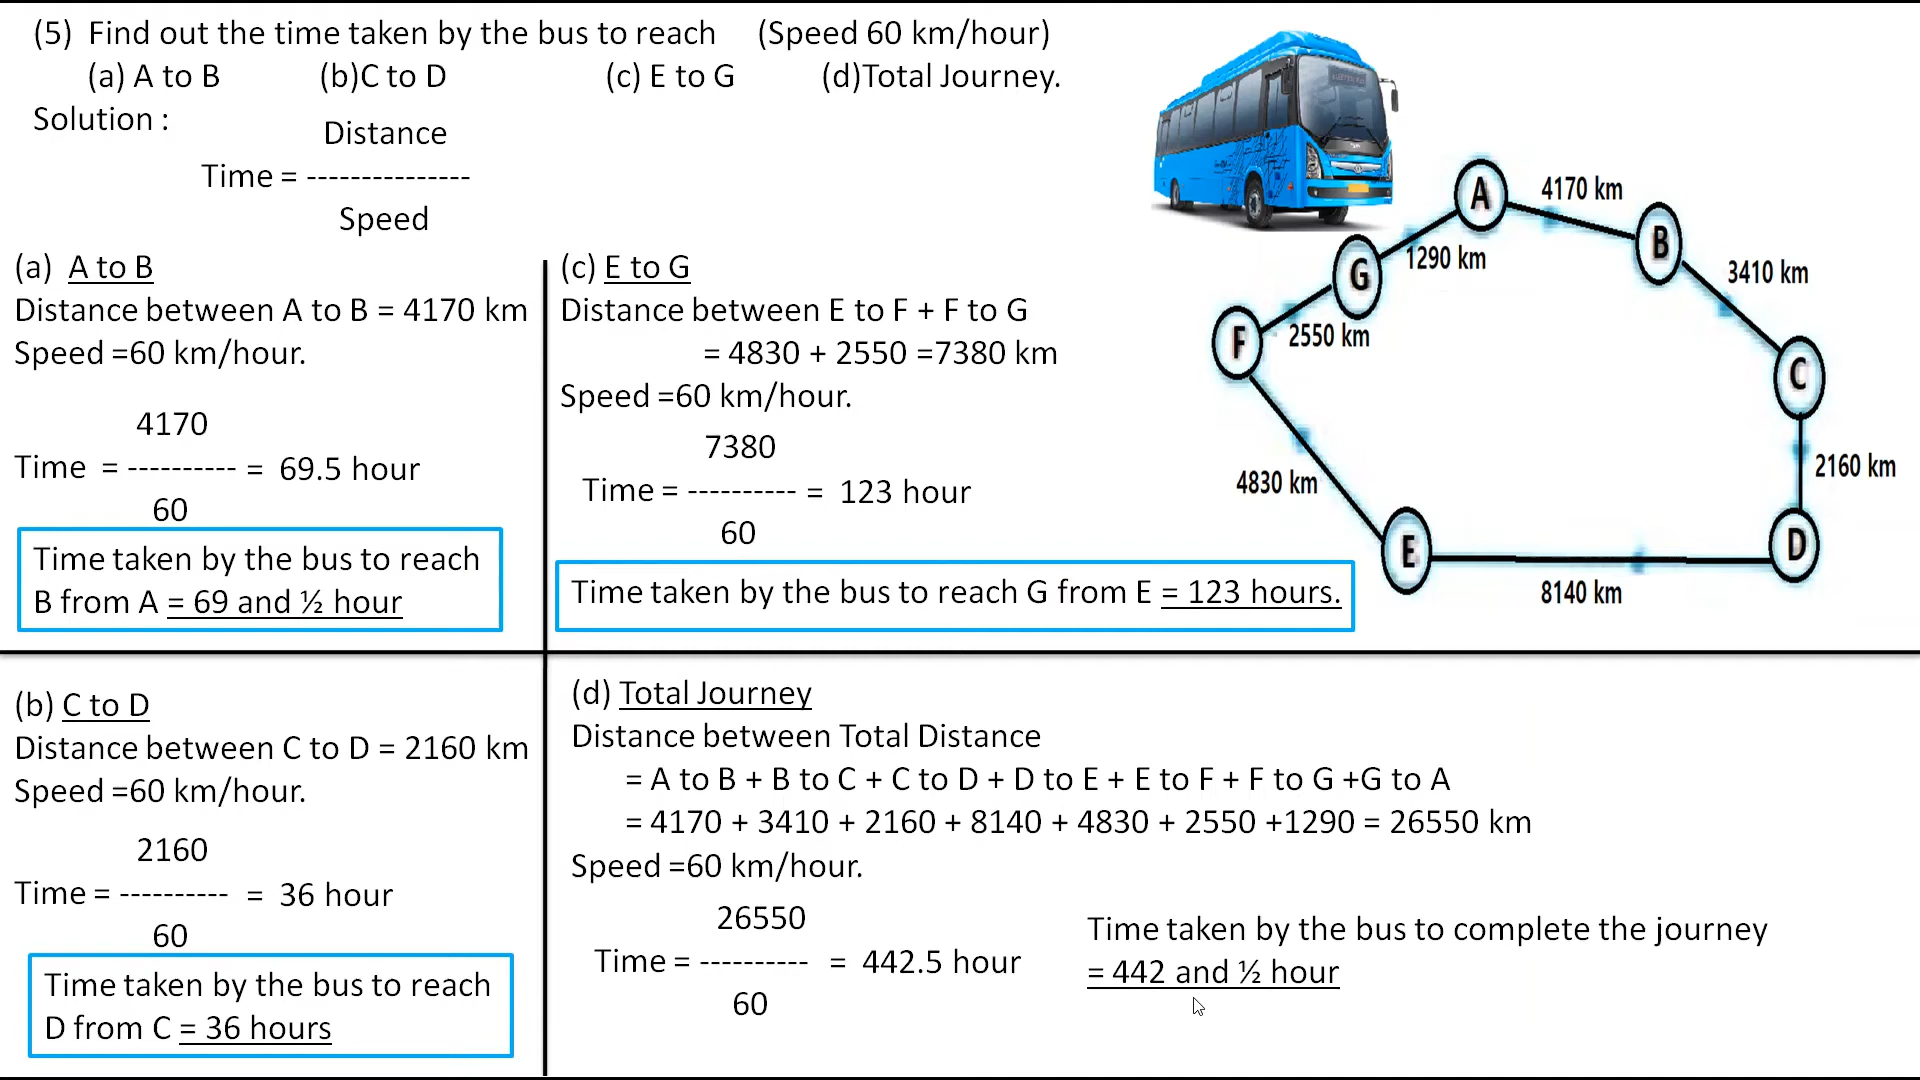 (5) Find out the time taken by the bus to reach (Speed 60 km/hour)
(a) A to B (b)C to D (c) E to G (d)Total Journey.
Solution :
Distance
Time = ---------------
Speed
(a) A to B
Distance between A to B = 4170 km
Speed =60 km/hour.
4170
Time = ---------- = 69.5 hour
60
Time taken by the bus to reach
B from A = 69 and ½ hour
(c) E to G
Distance between E to F + F to G
= 4830 + 2550 =7380 km
Speed =60 km/hour.
7380
Time = ---------- = 123 hour
60
Time taken by the bus to reach G from E = 123 hours.
A
4170 km
B
1290 km
G
3410 km
2550 km
F
C
2160 km
4830 km
E
D
8140 km
(b) C to D
Distance between C to D = 2160 km
Speed =60 km/hour.
2160
Time = ---------- = 36 hour
60
Time taken by the bus to reach
D from C = 36 hours
(d) Total Journey
Distance between Total Distance
= A to B + B to C + C to D + D to E + E to F + F to G +G to A
= 4170 + 3410 + 2160 + 8140 + 4830 + 2550 +1290 = 26550 km
Speed =60 km/hour.
26550
Time = ---------- = 442.5 hour
60
Time taken by the bus to complete the journey
= 442 and ½ hour